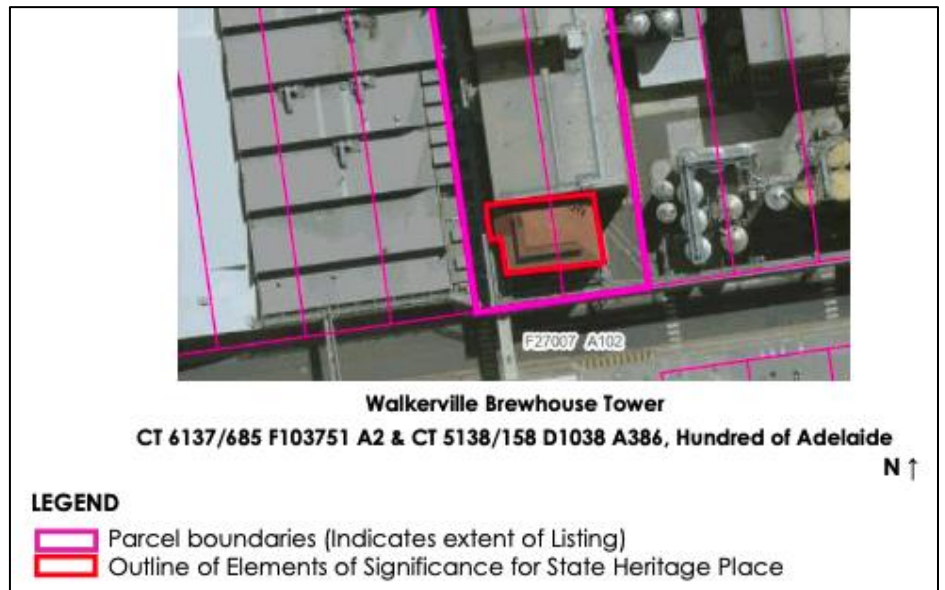 F27007 A102
Walkerville Brewhouse Tower
CT 6137/685 F103751 A2 & CT 5138/158 D1038 A386, Hundred of Adelaide
N ↑
LEGEND
Parcel boundaries (Indicates extent of Listing)
Outline of Elements of Significance for State Heritage Place